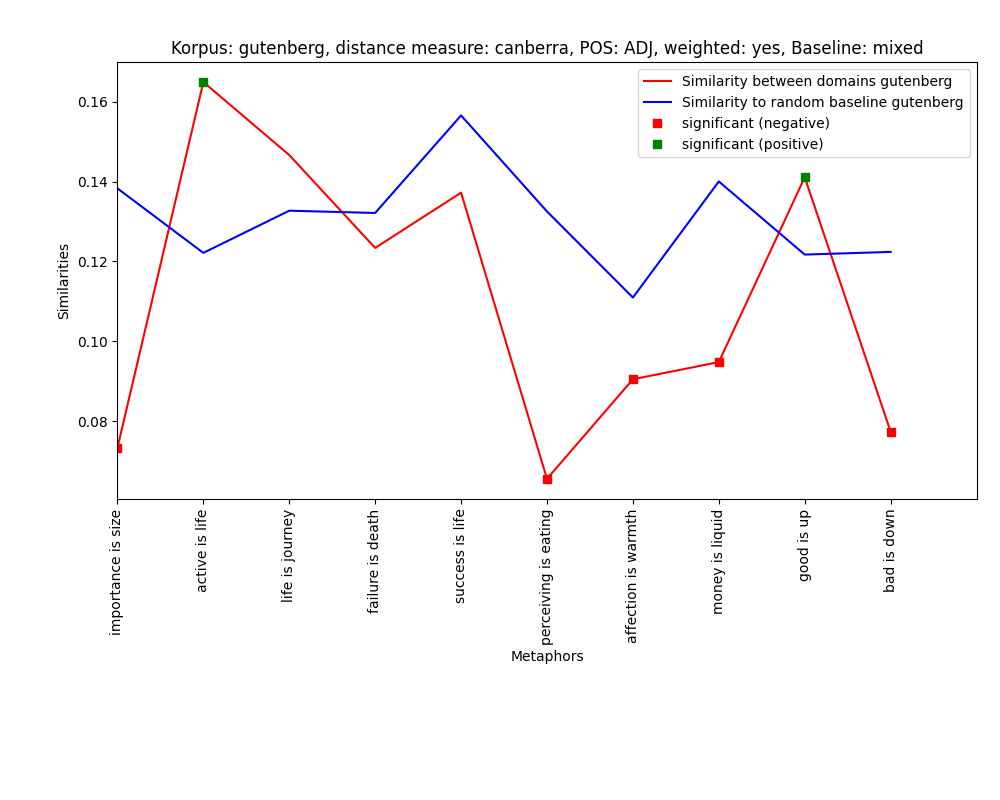 Korpus: gutenberg, distance measure: canberra, POS: ADJ, weighted: yes, Baseline: mixed
Similarity between domains gutenberg
Similarity to random baseline gutenberg
significant (negative)
significant (positive)
Similarities
0.16
0.14
0.12
0.10
0.08
importance is size
active is life
life is journey
failure is death
success is life
perceiving is eating
affection is warmth
money is liquid
good is up
bad is down
Metaphors